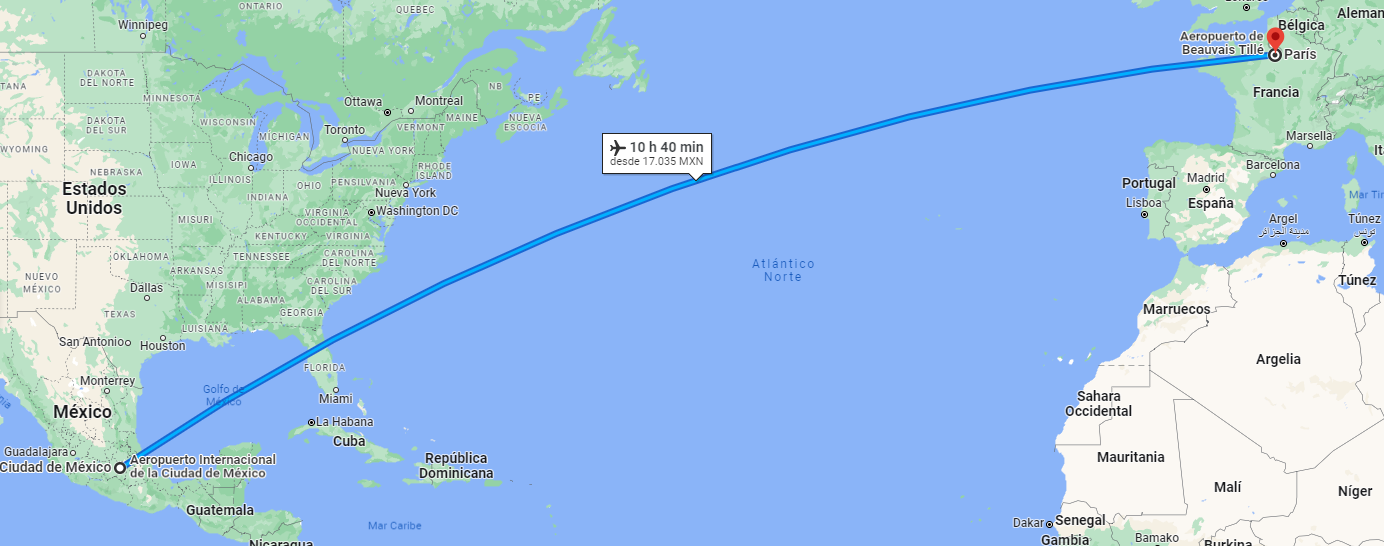 ONTARIO
QUEBEC
Winnipeg
Bélgica
Aleman
Aeropuerto de
Beauvais Tillé
París
Francia
DAKOTA
DEL NORTE
MINNESOTA
Ottawa
Montreal
NB
PE
MAINE
NUEVA
ESCOCIA
VERMONT
Toronto
DAKOTA
DEL SUR
WISCONSIN
MICHIGAN
NUEVA YORK
WYOMING
IOWA
Chicago
NEBRASKA
ILLINOIS
OHIO
PENSILVANIA
RHODE
ISLAND
INDIANA
Nueva York
10 h 40 min
desde 17.035 MXN
Marsella
Barcelona
Portugal
Madrid
Lisboa
España
Mar Tir
Estados
Unidos
MISURI
VIRGINIA
OCCIDENTAL
Washington DC
KENTUCKY
VIRGINIA
Argel
مدينة الجزائر
Túnez
تونس
OKLAHOMA
TENNESSEE
CAROLINA
DEL NORTE
ARKANSAS
NUEVO
MÉXICO
MISISIPI
CAROLINA
DEL SUR
Dallas
ALABAMA
GEORGIA
TEXAS
Atlántico
Norte
Túnez
Marruecos
LUISIANA
San Antonio
Houston
FLORIDA
Argelia
Monterrey
Golfo de
México
Miami
México
La Habana
Cuba
Sahara
Occidental
Guadalajara
Ciudad de México
Aeropuerto Internacional
de la Ciudad de México
República
Dominicana
Mauritania
Malí
Níger
Guatemala
Mar Caribe
Dakar
Senegal
Gambia
Bamako
Burkina
Nicaragua